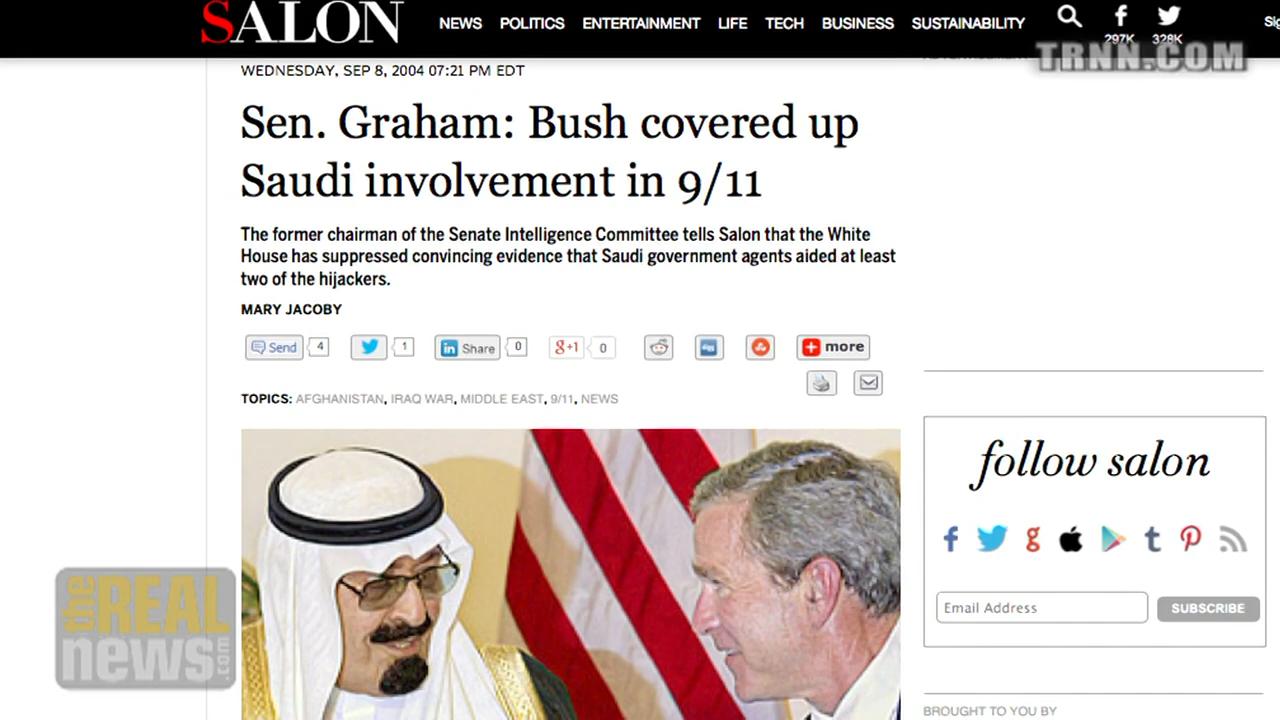 SALON
NEWS POLITICS ENTERTAINMENT LIFE TECH BUSINESS SUSTAINABILITY
297K 328K
TRNN.COM
WEDNESDAY, SEP 8, 2004 07:21 PM EDT
Sen. Graham: Bush covered up
Saudi involvement in 9/11
The former chairman of the Senate Intelligence Committee tells Salon that the White
House has suppressed convincing evidence that Saudi government agents aided at least
two of the hijackers.
MARY JACOBY
Send 4 1 in Share 0 g+1 0 more
TOPICS: AFGHANISTAN, IRAQ WAR, MIDDLE EAST, 9/11, NEWS
follow salon
Email Address SUBSCRIBE
BROUGHT TO YOU BY
the REAL
news.com